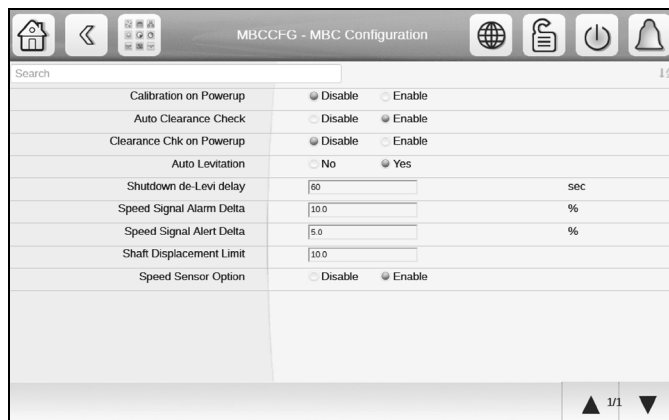 MBCCFG - MBC Configuration
Search
Calibration on Powerup Disable Enable
Auto Clearance Check Disable Enable
Clearance Chk on Powerup Disable Enable
Auto Levitation No Yes
Shutdown de-Levi delay 60 sec
Speed Signal Alarm Delta 10.0 %
Speed Signal Alert Delta 5.0 %
Shaft Displacement Limit 10.0
Speed Sensor Option Disable Enable
1/1